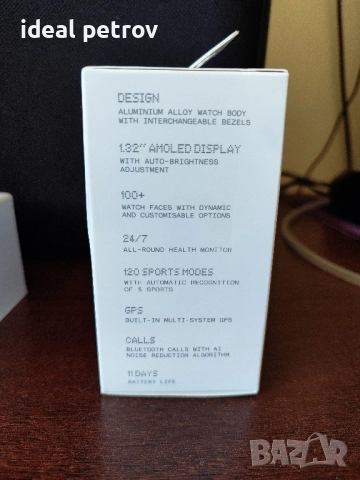 ideal petrov
DESIGN
ALUMINIUM ALLOY WATCH BODY
WITH INTERCHANGEABLE BEZELS
1.32" AMOLED DISPLAY
WITH AUTO-BRIGHTNESS
ADJUSTMENT
100+
WATCH FACES WITH DYNAMIC
AND CUSTOMISABLE OPTIONS
24/7
ALL-ROUND HEALTH MONITOR
120 SPORTS MODES
WITH AUTOMATIC RECOGNITION
OF 5 SPORTS
GPS
BUILT-IN MULTI-SYSTEM GPS
CALLS
BLUETOOTH CALLS WITH AI
NOISE REDUCTION ALGORITHM
11 DAYS
BATTERY LIFE
BAZAR